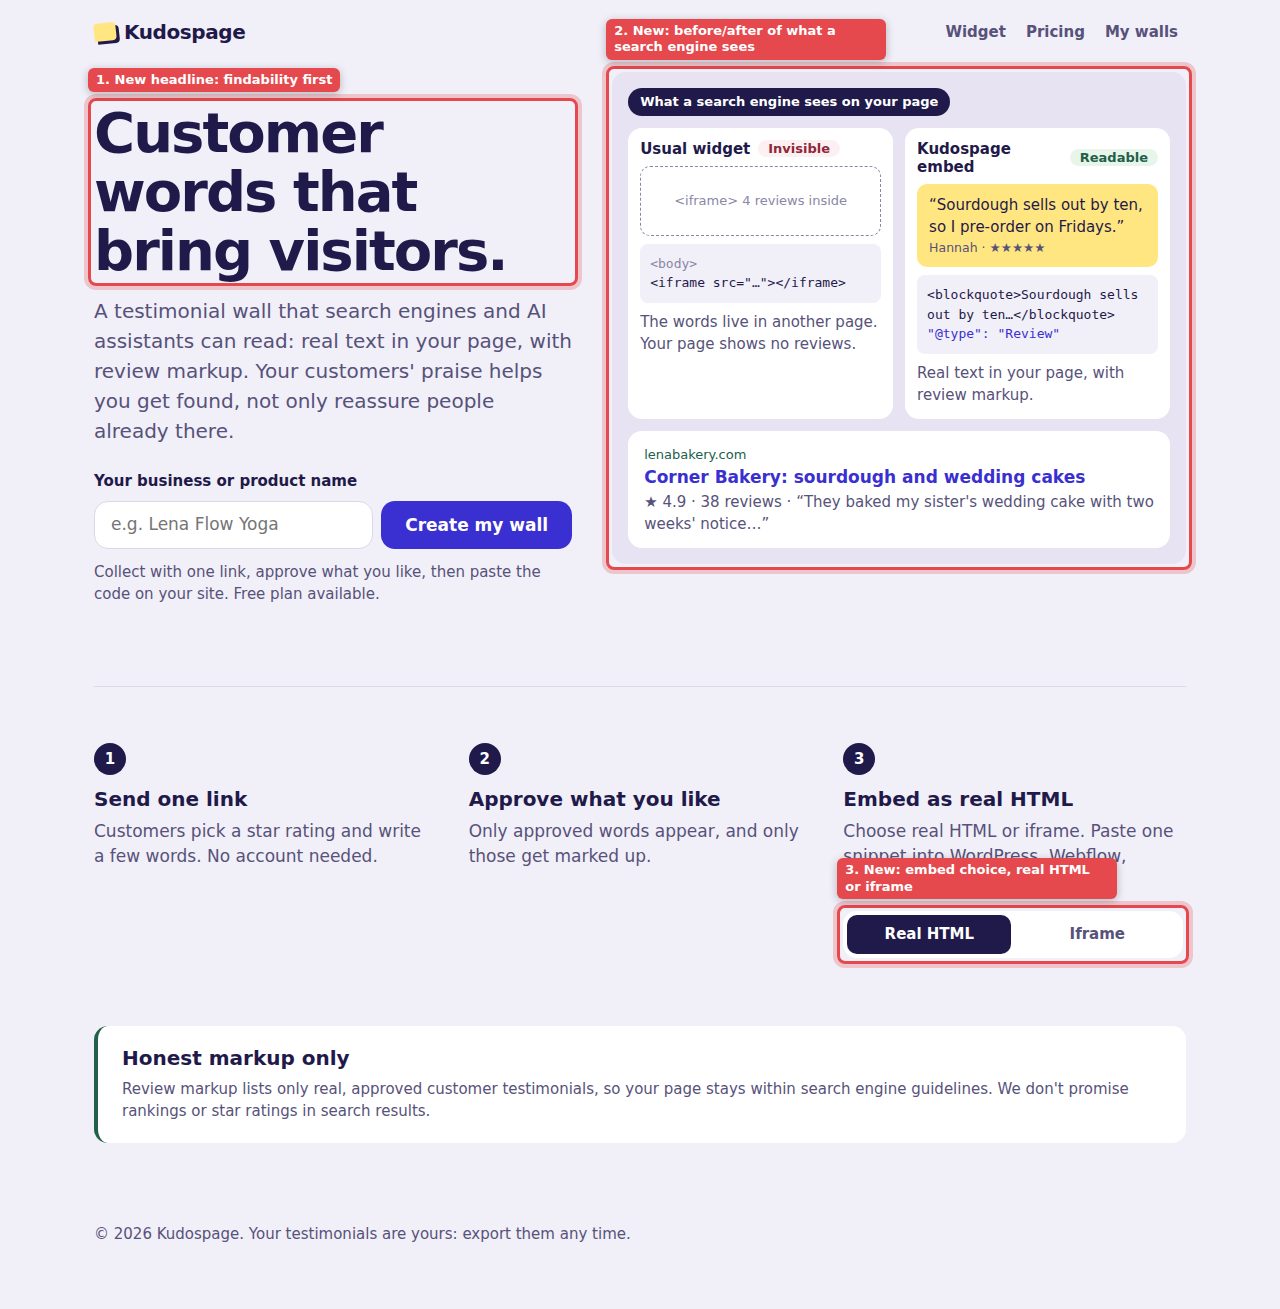 Kudospage
Widget
Pricing
My walls
1. New headline: findability first
Customer
words that
bring visitors.
A testimonial wall that search engines and AI
assistants can read: real text in your page, with
review markup. Your customers' praise helps
you get found, not only reassure people
already there.
Your business or product name
e.g. Lena Flow Yoga
Create my wall
Collect with one link, approve what you like, then paste the
code on your site. Free plan available.
2. New: before/after of what a
search engine sees
What a search engine sees on your page
Usual widget
Invisible
<iframe> 4 reviews inside
<body>
<iframe src="…"></iframe>
The words live in another page.
Your page shows no reviews.
Kudospage
embed
Readable
“Sourdough sells out by ten,
so I pre-order on Fridays.”
Hannah · ★★★★★
<blockquote>Sourdough sells
out by ten…</blockquote>
"@type": "Review"
Real text in your page, with
review markup.
lenabakery.com
Corner Bakery: sourdough and wedding cakes
★ 4.9 · 38 reviews · “They baked my sister's wedding cake with two
weeks' notice…”
1
Send one link
Customers pick a star rating and write
a few words. No account needed.
2
Approve what you like
Only approved words appear, and only
those get marked up.
3
Embed as real HTML
Choose real HTML or iframe. Paste one
snippet into WordPress, Webflow,
3. New: embed choice, real HTML
or iframe
Real HTML
Iframe
Honest markup only
Review markup lists only real, approved customer testimonials, so your page stays within search engine guidelines. We don't promise
rankings or star ratings in search results.
© 2026 Kudospage. Your testimonials are yours: export them any time.